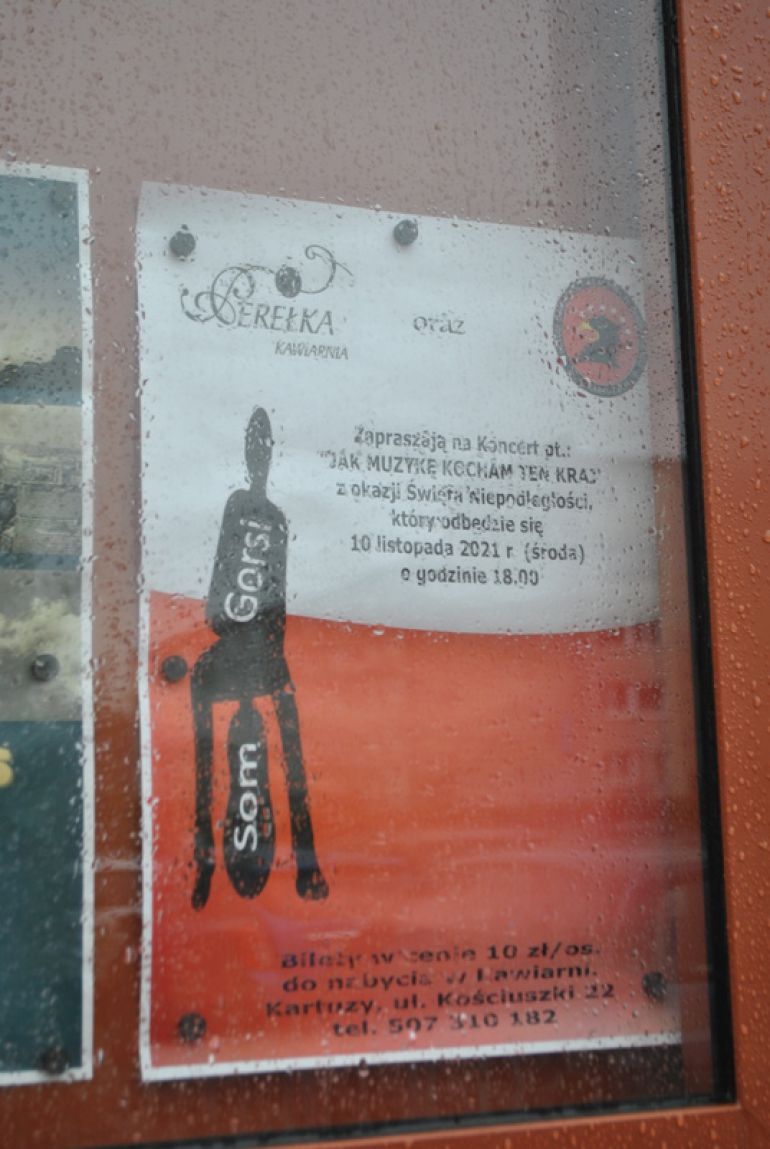 Perełka
KAWIARNIA
oraz
Zapraszają na Koncert pt.:
"JAK MUZYKĘ KOCHAM TEN KRAJ"
z okazji Święta Niepodległości,
który odbędzie się
10 listopada 2021 r (środa)
o godzinie 18.00
Gorsi
Som
Bilety w cenie 10 zł/os.
do nabycia w Kawiarni.
Kartuzy, ul. Kościuszki 22
tel. 507 310 182